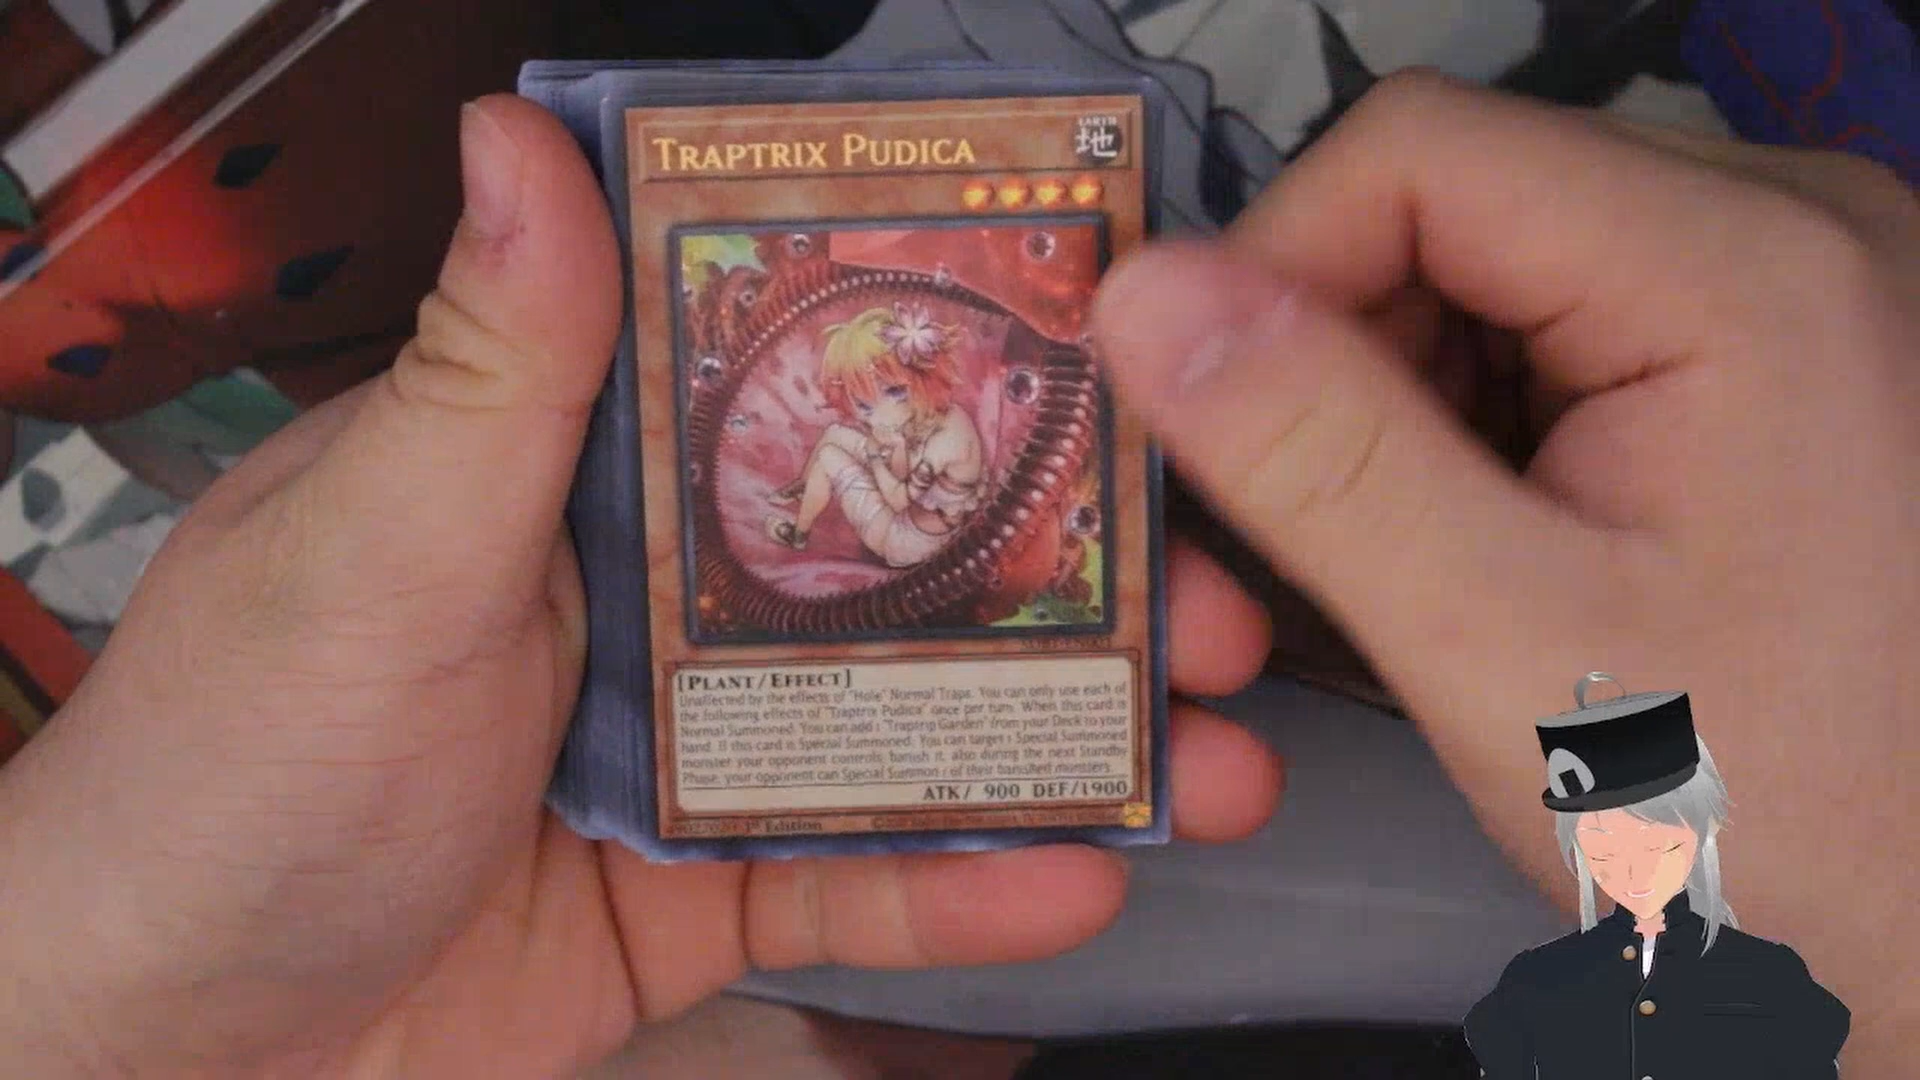 TRAPTRIX PUDICA
EARTH
地
[PLANT/EFFECT]
Unaffected by the effects of "Hole" Normal Traps. You can only use each of
the following effects of "Traptrix Pudica" once per turn. When this card is
Normal Summoned: You can add 1 "Traptrip Garden" from your Deck to your
hand. If this card is Special Summoned: You can target 1 Special Summoned
monster your opponent controls; banish it, also during the next Standby
Phase, your opponent can Special Summon 1 of their banished monsters.
ATK/ 900 DEF/1900
1st Edition